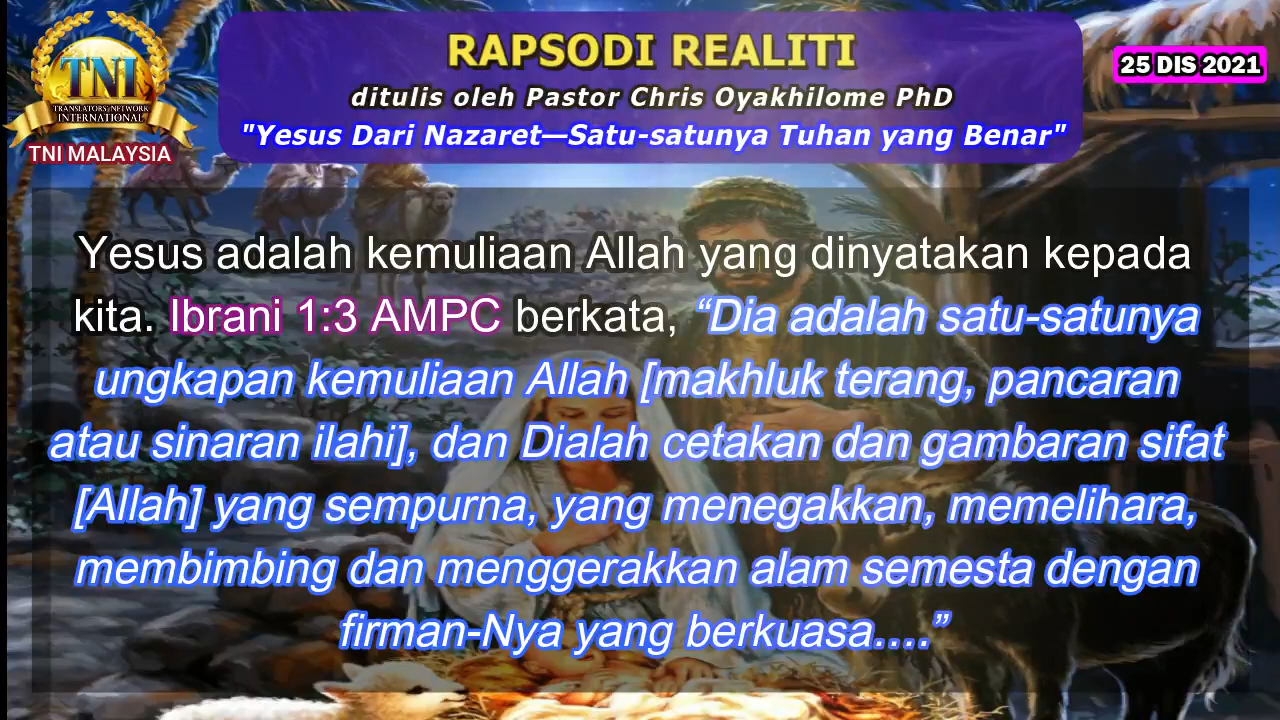 TNI
TRANSLATORS' NETWORK
INTERNATIONAL
TNI MALAYSIA
RAPSODI REALITI
ditulis oleh Pastor Chris Oyakhilome PhD
"Yesus Dari Nazaret—Satu-satunya Tuhan yang Benar"
25 DIS 2021
Yesus adalah kemuliaan Allah yang dinyatakan kepada
kita. Ibrani 1:3 AMPC berkata, “Dia adalah satu-satunya
ungkapan kemuliaan Allah [makhluk terang, pancaran
atau sinaran ilahi], dan Dialah cetakan dan gambaran sifat
[Allah] yang sempurna, yang menegakkan, memelihara,
membimbing dan menggerakkan alam semesta dengan
firman-Nya yang berkuasa....”